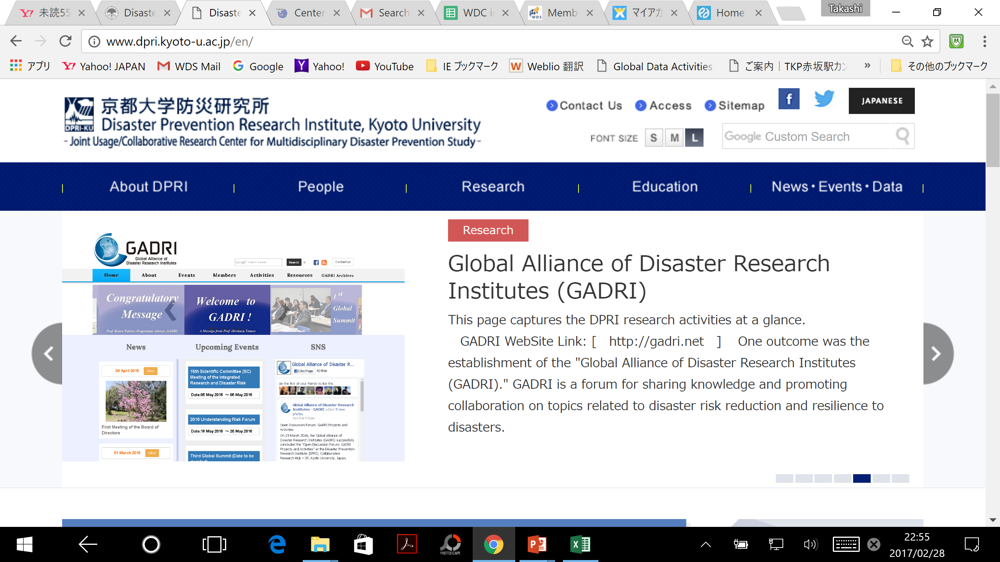 未読55
Disaste
Disaste
Center
Search
WDC i
Memb
マイアカ
Home
Takashi
www.dpri.kyoto-u.ac.jp/en/
アプリ
Yahoo! JAPAN
WDS Mail
Google
Yahoo!
YouTube
IE ブックマーク
Weblio 翻訳
Global Data Activities
ご案内｜TKP赤坂駅カン
»
その他のブックマーク
京都大学防災研究所
Disaster Prevention Research Institute, Kyoto University
- Joint Usage/Collaborative Research Center for Multidisciplinary Disaster Prevention Study -
DPRI-KU
Contact Us
Access
Sitemap
JAPANESE
FONT SIZE S M L
Google Custom Search
About DPRI
People
Research
Education
News・Events・Data
GADRI
Global Alliance of
Disaster Research Institutes
Google™ Custom Search
Search
×
Contact us
Home
About
Events
Members
Activities
Resources
GADRI Archives
Congratulatory
Message
Prof. Kaoru Takara ,Programme Adviser, GADRI
Welcome to
GADRI !
A Message from Prof. Hirokazu Tatano
1 st
Global
Summit
News
08 April 2016
Other
First Meeting of the Board of
Directors
01 March 2016
Other
Upcoming Events
15th Scientific Committee (SC)
Meeting of the Integrated
Research and Disaster Risk
Date:05 May 2016 ～ 06 May 2016
2016 Understanding Risk Forum
Date:16 May 2016 ～ 20 May 2016
Third Global Summit (Date to be
decided)
SNS
Global Alliance of Disaster R...
Like Page
40 likes
Be the first of your friends to like this
Global Alliance of Disaster Research
Institutes - GADRI added 5 new
photos.
April 8 at 9:02am
Open Discussion Forum: GADRI Projects and
Activities
On 23 March 2016, the Global Alliance of
Disaster Research Institutes (GADRI) successfully
concluded the "Open Discussion Forum: GADRI
Projects and Activities" at the Disaster Prevention
Research Institute (DPRI), Collaborative
Research Hub – 3F, Kyoto University, Japan.
Research
Global Alliance of Disaster Research
Institutes (GADRI)
This page captures the DPRI research activities at a glance.
GADRI WebSite Link: [ http://gadri.net ] One outcome was the
establishment of the "Global Alliance of Disaster Research Institutes
(GADRI)." GADRI is a forum for sharing knowledge and promoting
collaboration on topics related to disaster risk reduction and resilience to
disasters.
PHOTOSCAPE
22:55
2017/02/28